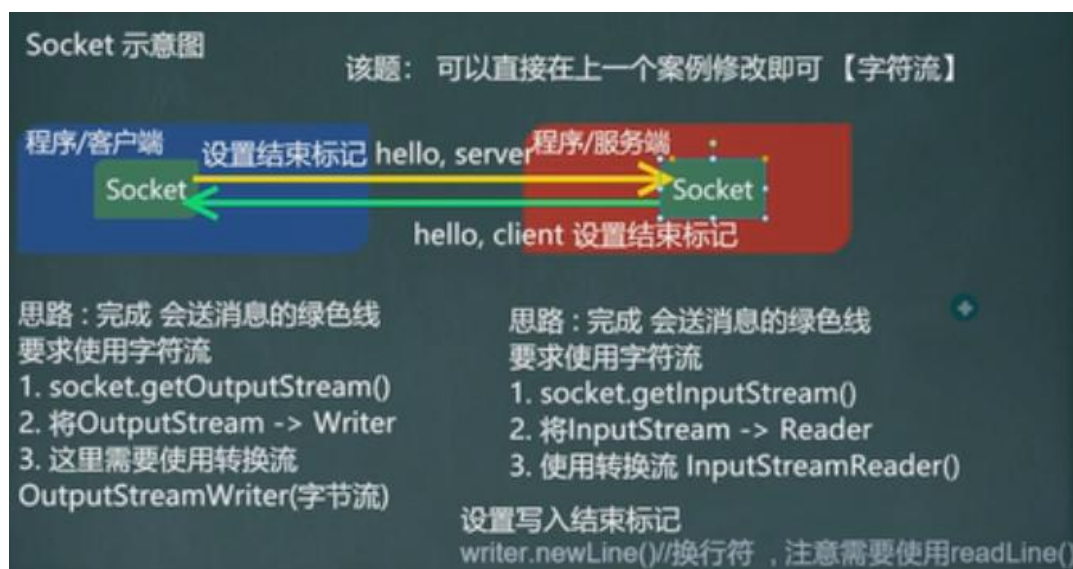 Socket 示意图
该题： 可以直接在上一个案例修改即可 【字符流】
程序/客户端
程序/服务端
设置结束标记 hello, server
Socket
Socket
hello, client 设置结束标记
思路：完成 会送消息的绿色线
要求使用字符流
1. socket.getOutputStream()
2. 将OutputStream -> Writer
3. 这里需要使用转换流
OutputStreamWriter(字节流)
思路：完成 会送消息的绿色线
要求使用字符流
1. socket.getInputStream()
2. 将InputStream -> Reader
3. 使用转换流 InputStreamReader()
设置写入结束标记
writer.newLine()//换行符 ，注意需要使用readLine()